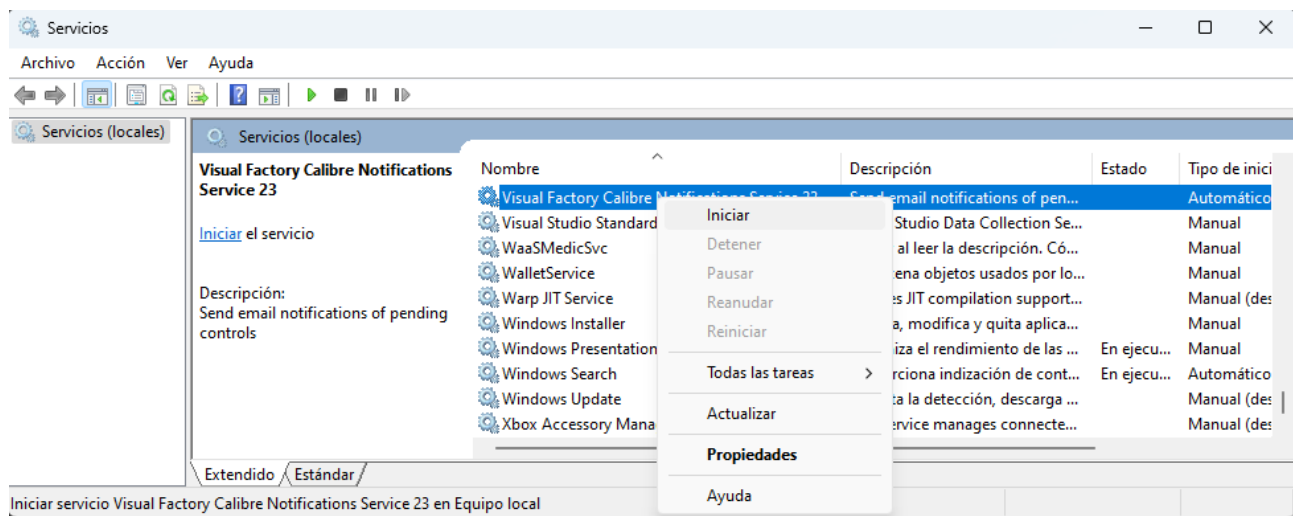 Servicios
Archivo Acción Ver Ayuda
Servicios (locales)
Servicios (locales)
Visual Factory Calibre Notifications
Service 23
Iniciar el servicio
Descripción:
Send email notifications of pending
controls
Nombre Descripción Estado Tipo de inici
Visual Factory Calibre Notifications Service 23 Send email notifications of pen... Automático
Visual Studio Standard Studio Data Collection Se... Manual
WaaSMedicSvc al leer la descripción. Có... Manual
WalletService ena objetos usados por lo... Manual
Warp JIT Service es JIT compilation support... Manual (des
Windows Installer a, modifica y quita aplica... Manual
Windows Presentation iza el rendimiento de las ... En ejecu... Manual
Windows Search rciona indización de cont... En ejecu... Automático
Windows Update ta la detección, descarga ... Manual (des
Xbox Accessory Mana ervice manages connecte... Manual (des
Iniciar
Detener
Pausar
Reanudar
Reiniciar
Todas las tareas
Actualizar
Propiedades
Ayuda
Extendido Estándar
Iniciar servicio Visual Factory Calibre Notifications Service 23 en Equipo local